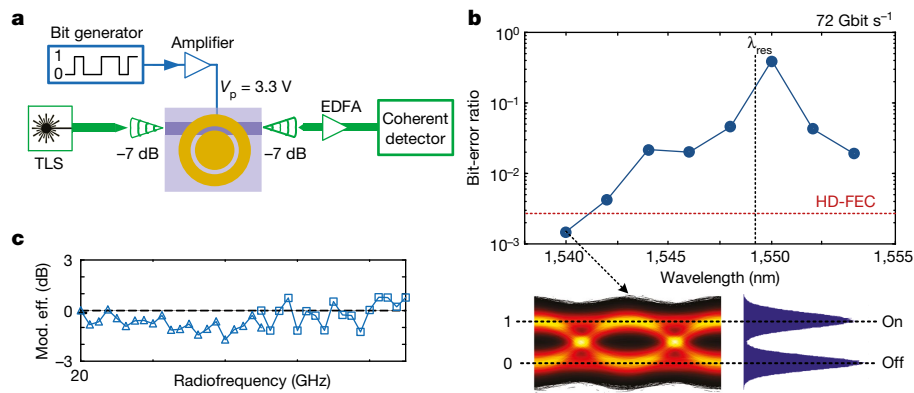 a
Bit generator
1
0
Amplifier
Vp = 3.3 V
TLS
–7 dB
–7 dB
EDFA
Coherent
detector
b
72 Gbit s⁻¹
λres
Bit-error ratio
10⁰
10⁻¹
10⁻²
10⁻³
HD-FEC
1,540
1,545
1,550
1,555
Wavelength (nm)
1
0
On
Off
c
Mod. eff. (dB)
3
0
–3
20
Radiofrequency (GHz)